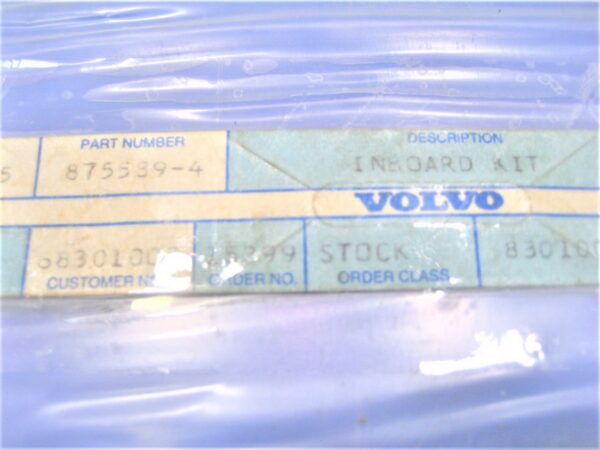 PART NUMBER DESCRIPTION
5 875539-4 INBOARD KIT
VOLVO
STOCK 830100
CUSTOMER ORDER NO. ORDER CLASS